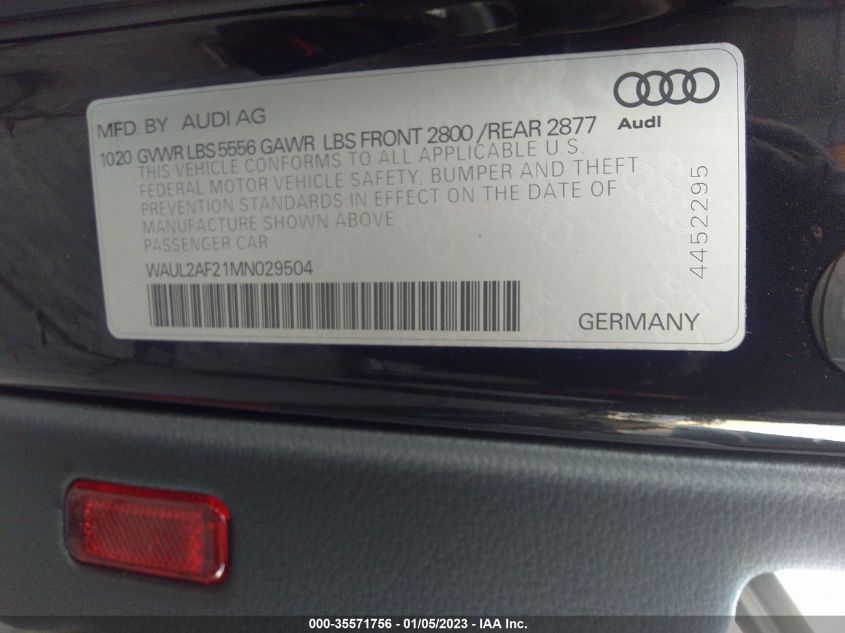 MFD. BY AUDI AG
Audi
1020 GVWR LBS 5556 GAWR LBS FRONT 2800 /REAR 2877
THIS VEHICLE CONFORMS TO ALL APPLICABLE U.S.
FEDERAL MOTOR VEHICLE SAFETY, BUMPER AND THEFT
PREVENTION STANDARDS IN EFFECT ON THE DATE OF
MANUFACTURE SHOWN ABOVE
PASSENGER CAR
WAUL2AF21MN029504
4452295
GERMANY
000-35571756 - 01/05/2023 - IAA Inc.